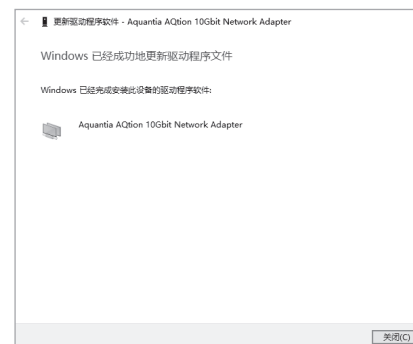 更新驱动程序软件 - Aquantia AQtion 10Gbit Network Adapter
Windows 已经成功地更新驱动程序文件
Windows 已经完成安装此设备的驱动程序软件:
Aquantia AQtion 10Gbit Network Adapter
关闭(C)